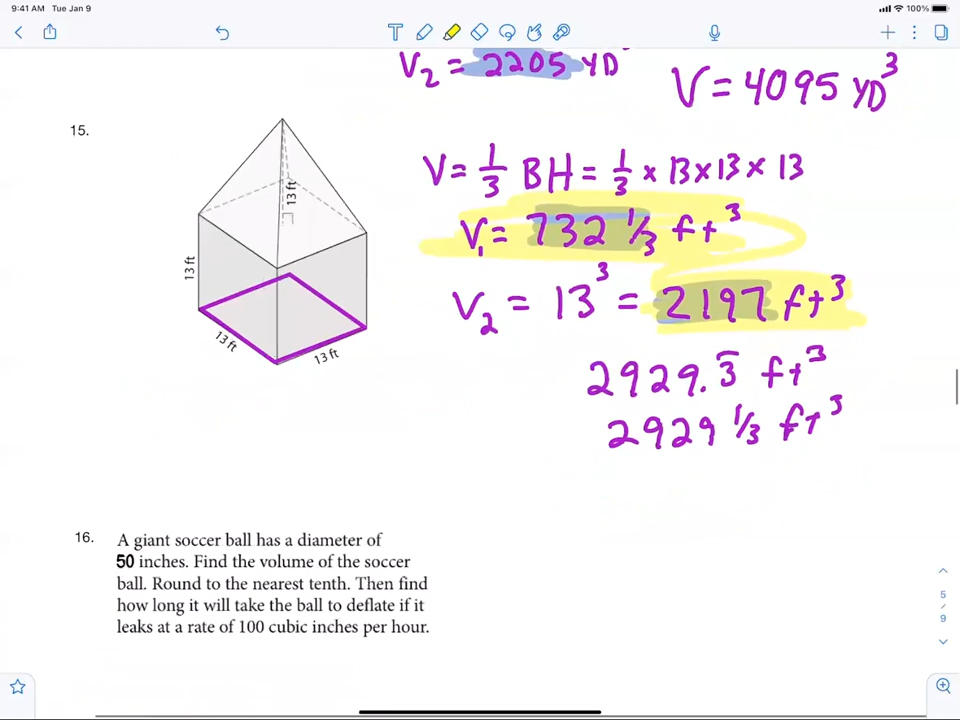 9:41 AM Tue Jan 9
100%
V₂ = 2205 YD³
V = 4095 YD³
15.
13 ft
13 ft
13 ft
13 ft
V = 1/3 BH = 1/3 × 13 × 13 × 13
V₁ = 732 1/3 ft³
V₂ = 13³ = 2197 ft³
2929.3̅ ft³
2929 1/3 ft³
16.
A giant soccer ball has a diameter of
50 inches. Find the volume of the soccer
ball. Round to the nearest tenth. Then find
how long it will take the ball to deflate if it
leaks at a rate of 100 cubic inches per hour.
5
/
9